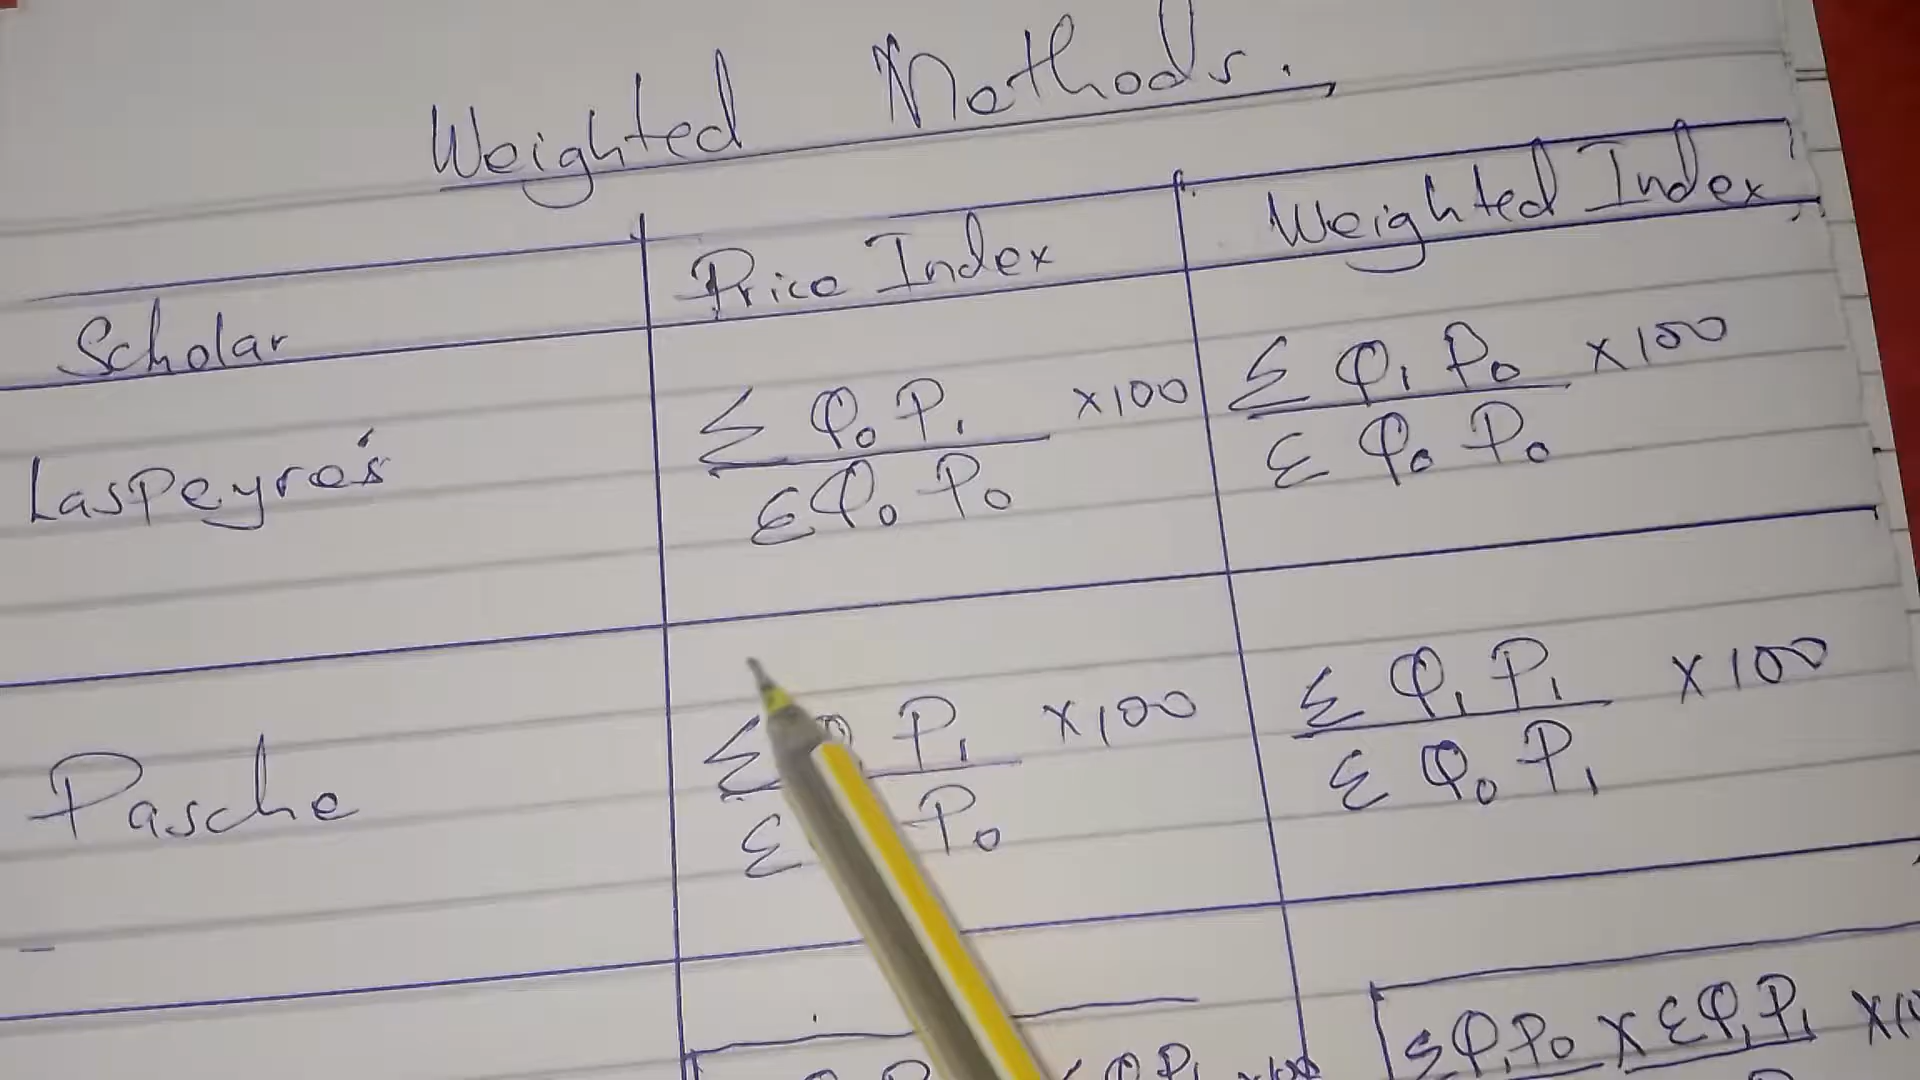 Weighted Methods.
Scholar Price Index Weighted Index
Laspeyre's ΣQ₀P₁ ×100 ΣQ₁P₀ ×100
ΣQ₀P₀ ΣQ₀P₀
Pasche Σ P₁ ×100 ΣQ₁P₁ ×100
Σ P₀ ΣQ₀P₁
ΣQ₁P₀ × ΣQ₁P₁